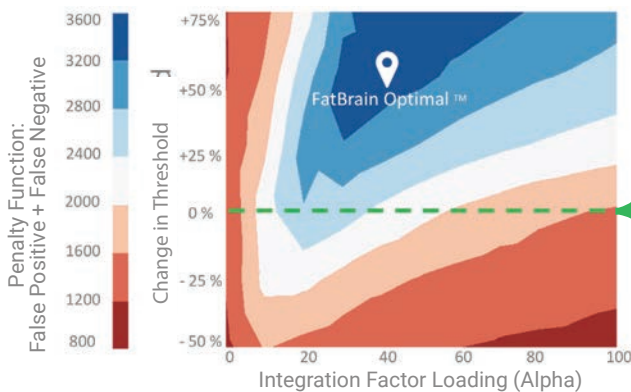 Penalty Function:
False Positive + False Negative
3600
3200
2800
2400
2000
1600
1200
800
Change in Threshold
+75%
+50%
+25%
0 %
- 25 %
- 50 %
FatBrain Optimal ™
0
20
40
60
80
100
Integration Factor Loading (Alpha)